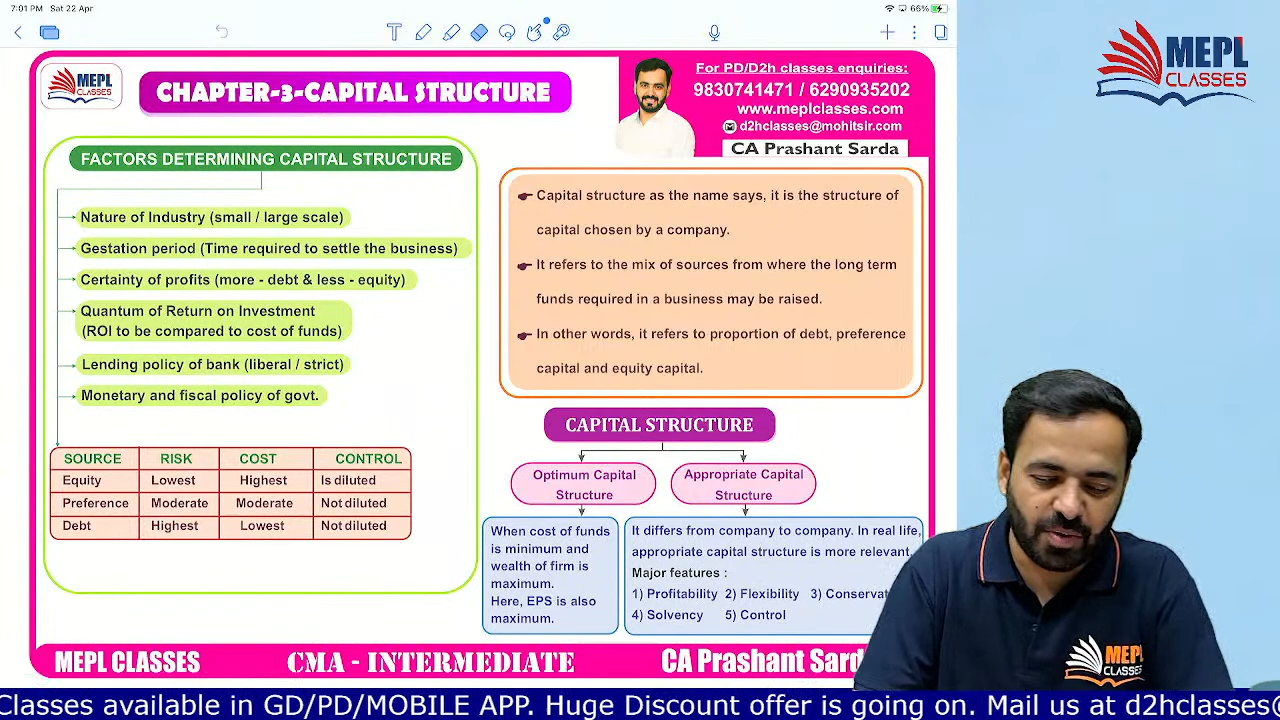 7:01 PM Sat 22 Apr
66%
MEPL
CLASSES
CHAPTER-3-CAPITAL STRUCTURE
For PD/D2h classes enquiries:
9830741471 / 6290935202
www.meplclasses.com
d2hclasses@mohitsir.com
CA Prashant Sarda
MEPL
CLASSES
FACTORS DETERMINING CAPITAL STRUCTURE
Nature of Industry (small / large scale)
Gestation period (Time required to settle the business)
Certainty of profits (more - debt & less - equity)
Quantum of Return on Investment
(ROI to be compared to cost of funds)
Lending policy of bank (liberal / strict)
Monetary and fiscal policy of govt.
SOURCE RISK COST CONTROL
Equity Lowest Highest Is diluted
Preference Moderate Moderate Not diluted
Debt Highest Lowest Not diluted
Capital structure as the name says, it is the structure of
capital chosen by a company.
It refers to the mix of sources from where the long term
funds required in a business may be raised.
In other words, it refers to proportion of debt, preference
capital and equity capital.
CAPITAL STRUCTURE
Optimum Capital
Structure
Appropriate Capital
Structure
When cost of funds
is minimum and
wealth of firm is
maximum.
Here, EPS is also
maximum.
It differs from company to company. In real life,
appropriate capital structure is more relevant.
Major features :
1) Profitability 2) Flexibility 3)
4) Solvency 5) Control
MEPL CLASSES
CMA - INTERMEDIATE
CA Prashant
MEPL
CLASSES
Classes available in GD/PD/MOBILE APP. Huge Discount offer is going on. Mail us at d2hclasses